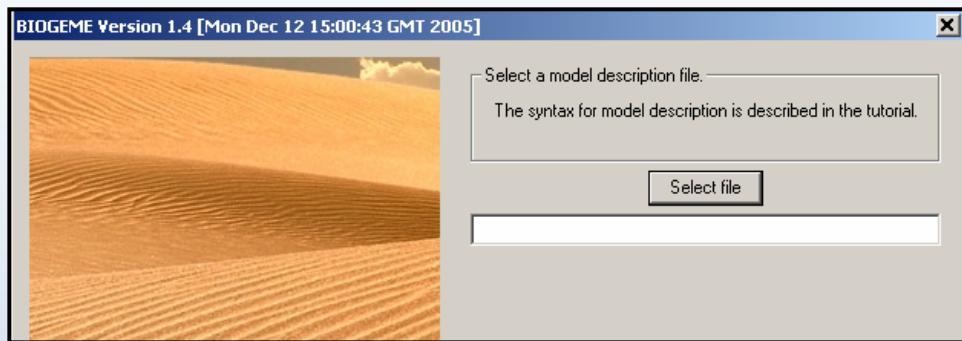 BIOGEME Version 1.4 [Mon Dec 12 15:00:43 GMT 2005]
Select a model description file.
The syntax for model description is described in the tutorial.
Select file